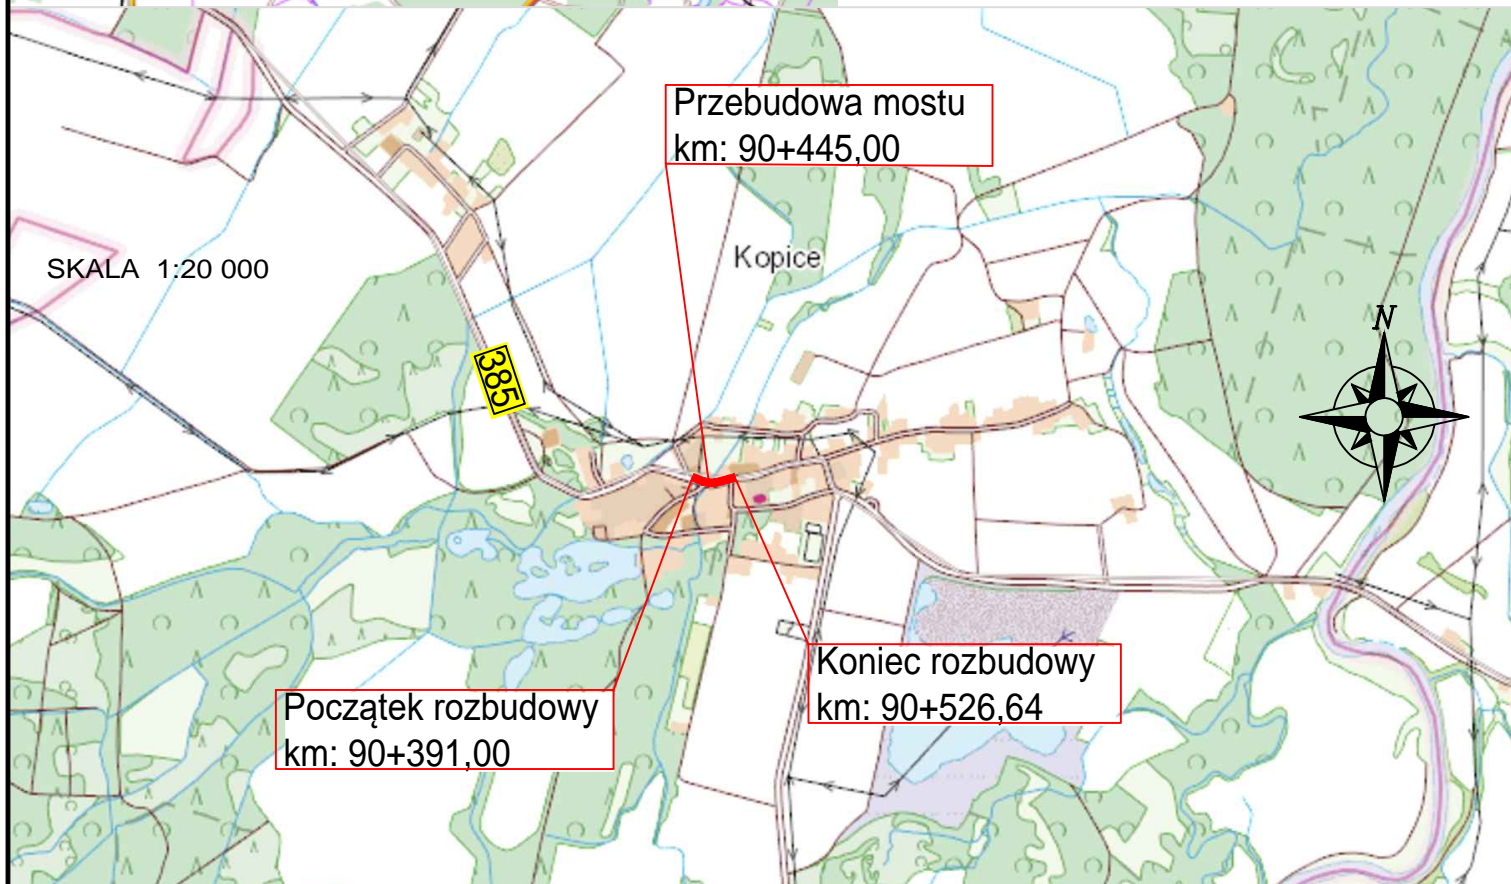 Przebudowa mostu
km: 90+445,00
Kopice
SKALA 1:20 000
N
385
Koniec rozbudowy
km: 90+526,64
Początek rozbudowy
km: 90+391,00